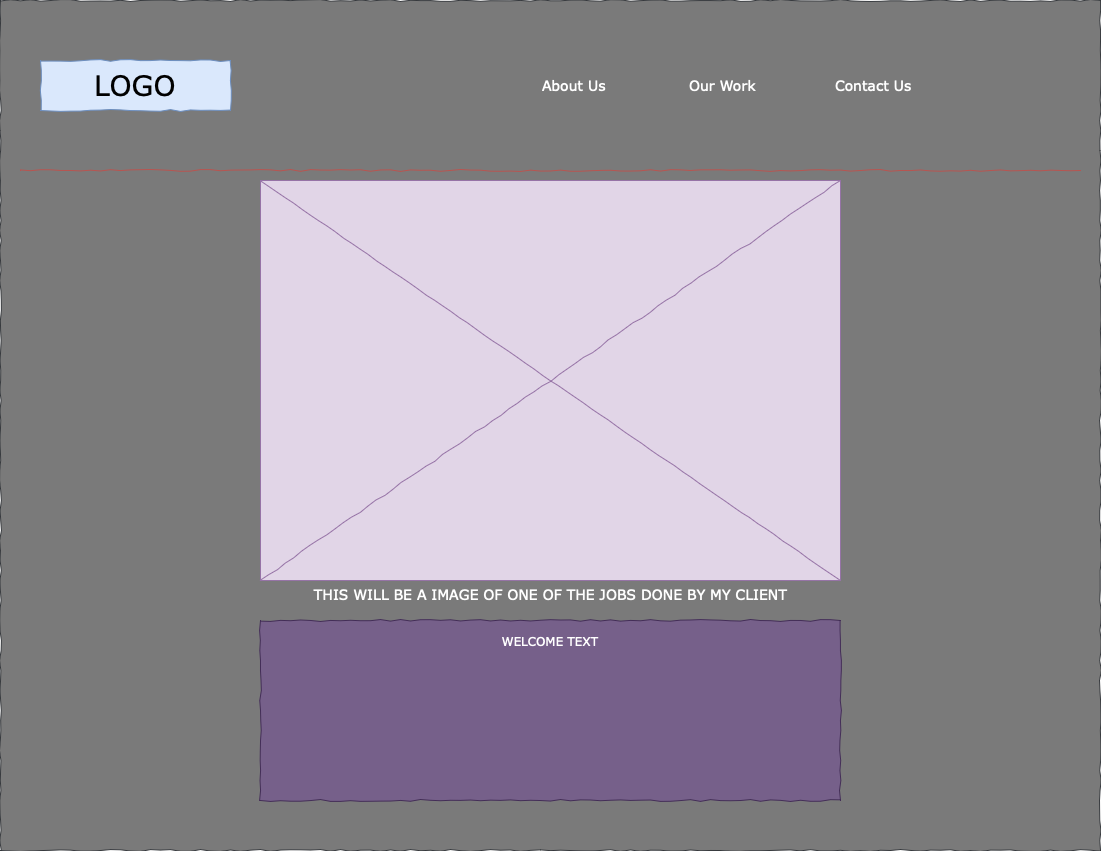 LOGO
About Us
Our Work
Contact Us
THIS WILL BE A IMAGE OF ONE OF THE JOBS DONE BY MY CLIENT
WELCOME TEXT